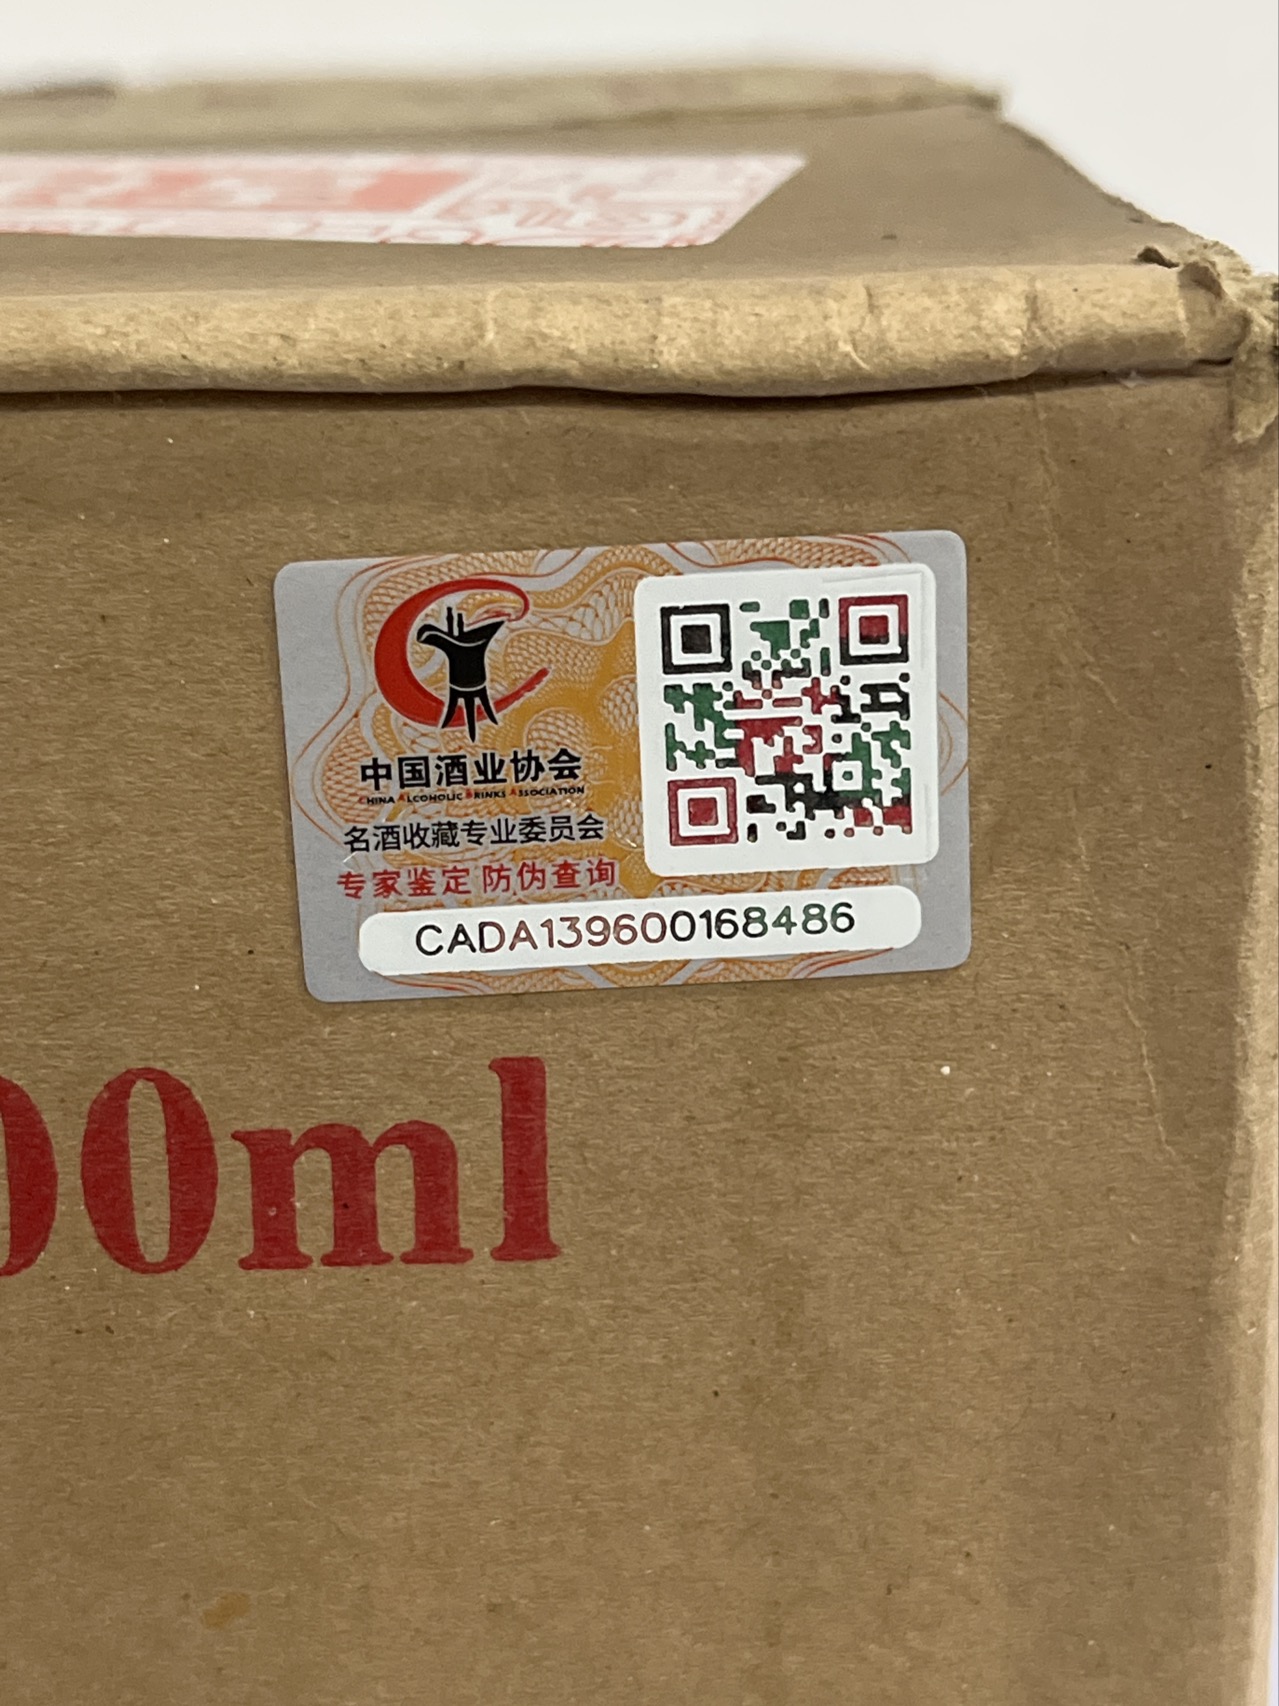 中国酒业协会
CHINA ALCOHOLIC DRINKS ASSOCIATION
名酒收藏专业委员会
专家鉴定 防伪查询
CADA139600168486
00ml